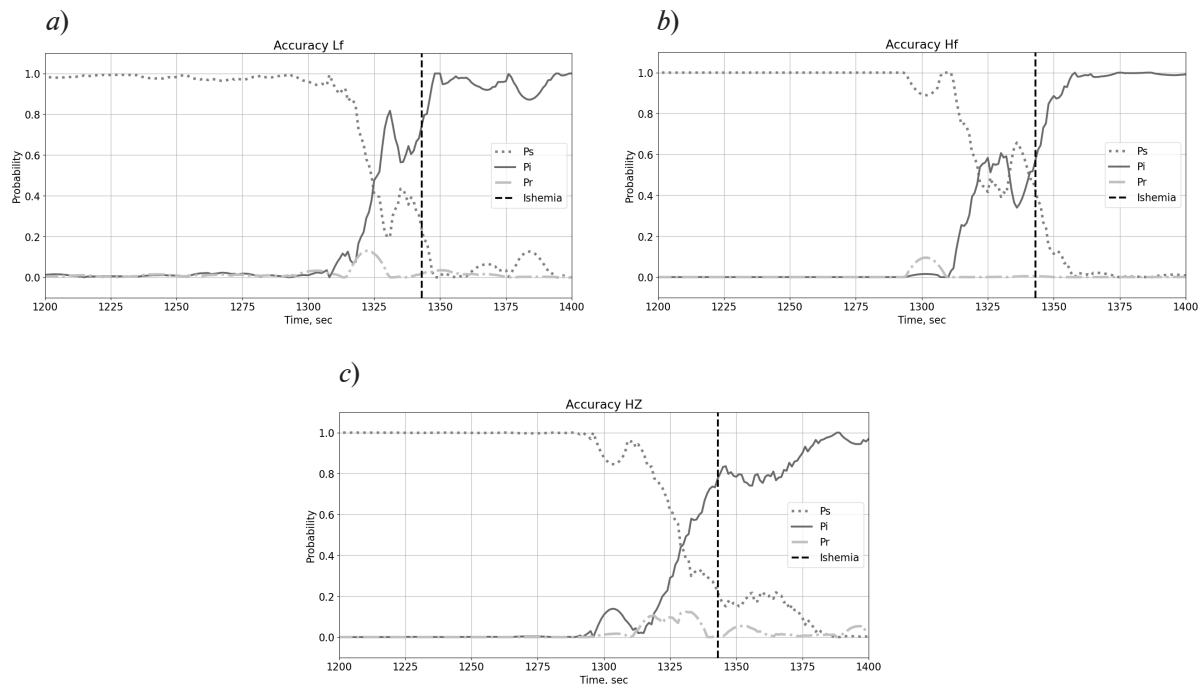 a)
Accuracy Lf
1.0
0.8
0.6
0.4
0.2
0.0
Probability
Ps
Pi
Pr
Ishemia
1200 1225 1250 1275 1300 1325 1350 1375 1400
Time, sec
b)
Accuracy Hf
1.0
0.8
0.6
0.4
0.2
0.0
Probability
Ps
Pi
Pr
Ishemia
1200 1225 1250 1275 1300 1325 1350 1375 1400
Time, sec
c)
Accuracy HZ
1.0
0.8
0.6
0.4
0.2
0.0
Probability
Ps
Pi
Pr
Ishemia
1200 1225 1250 1275 1300 1325 1350 1375 1400
Time, sec